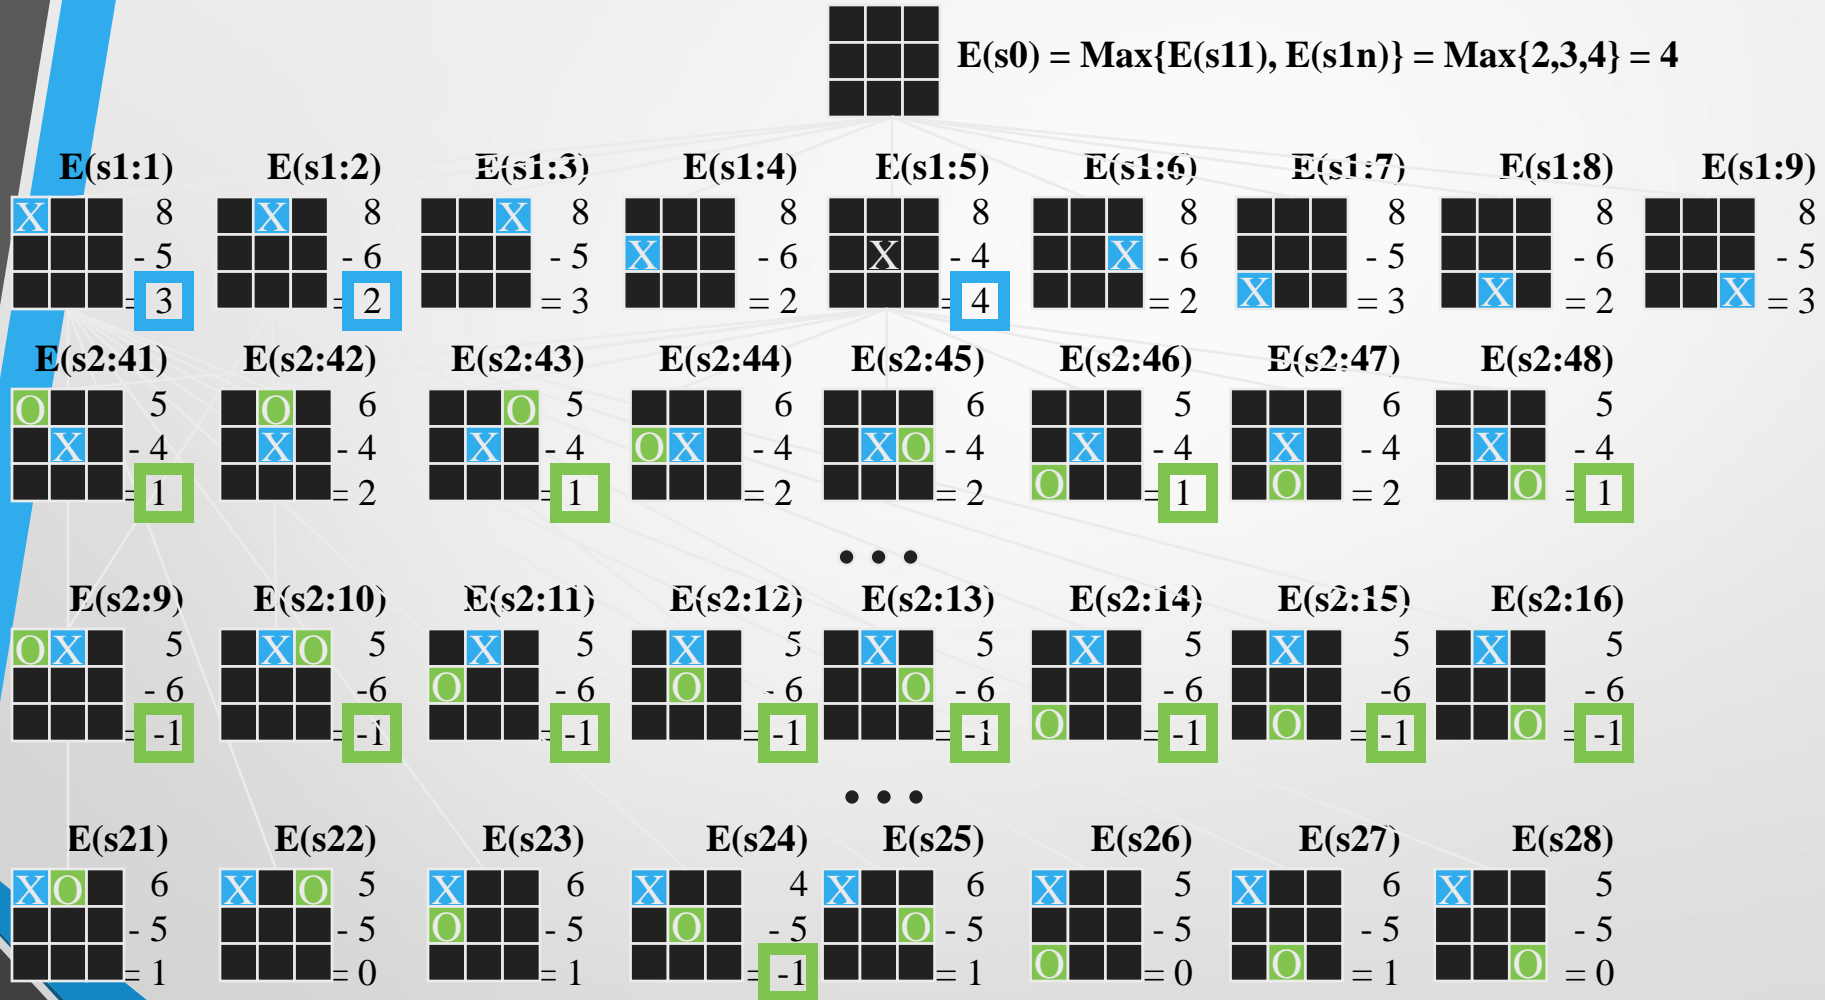 E(s0) = Max{E(s11), E(s1n)} = Max{2,3,4} = 4
E(s1:1) E(s1:2) E(s1:3) E(s1:4) E(s1:5) E(s1:6) E(s1:7) E(s1:8) E(s1:9)
X 8 X 8 X 8 8 8 8 8 8 8
- 5 - 6 - 5 X - 6 X - 4 X - 6 - 5 - 6 - 5
= 3 = 2 = 3 = 2 = 4 = 2 X = 3 X = 2 X = 3
E(s2:41) E(s2:42) E(s2:43) E(s2:44) E(s2:45) E(s2:46) E(s2:47) E(s2:48)
O 5 O 6 O 5 6 6 5 6 5
X - 4 X - 4 X - 4 O X - 4 X O - 4 X - 4 X - 4 X - 4
= 1 = 2 = 1 = 2 = 2 O = 1 O = 2 O = 1
• • •
E(s2:9) E(s2:10) E(s2:11) E(s2:12) E(s2:13) E(s2:14) E(s2:15) E(s2:16)
O X 5 X O 5 X 5 X 5 X 5 X 5 X 5 X 5
- 6 -6 O - 6 O - 6 O - 6 - 6 -6 - 6
= -1 = -1 = -1 = -1 = -1 O = -1 O = -1 O = -1
• • •
E(s21) E(s22) E(s23) E(s24) E(s25) E(s26) E(s27) E(s28)
X O 6 X O 5 X 6 X 4 X 6 X 5 X 6 X 5
- 5 - 5 O - 5 O - 5 O - 5 - 5 - 5 - 5
= 1 = 0 = 1 = -1 = 1 O = 0 O = 1 O = 0